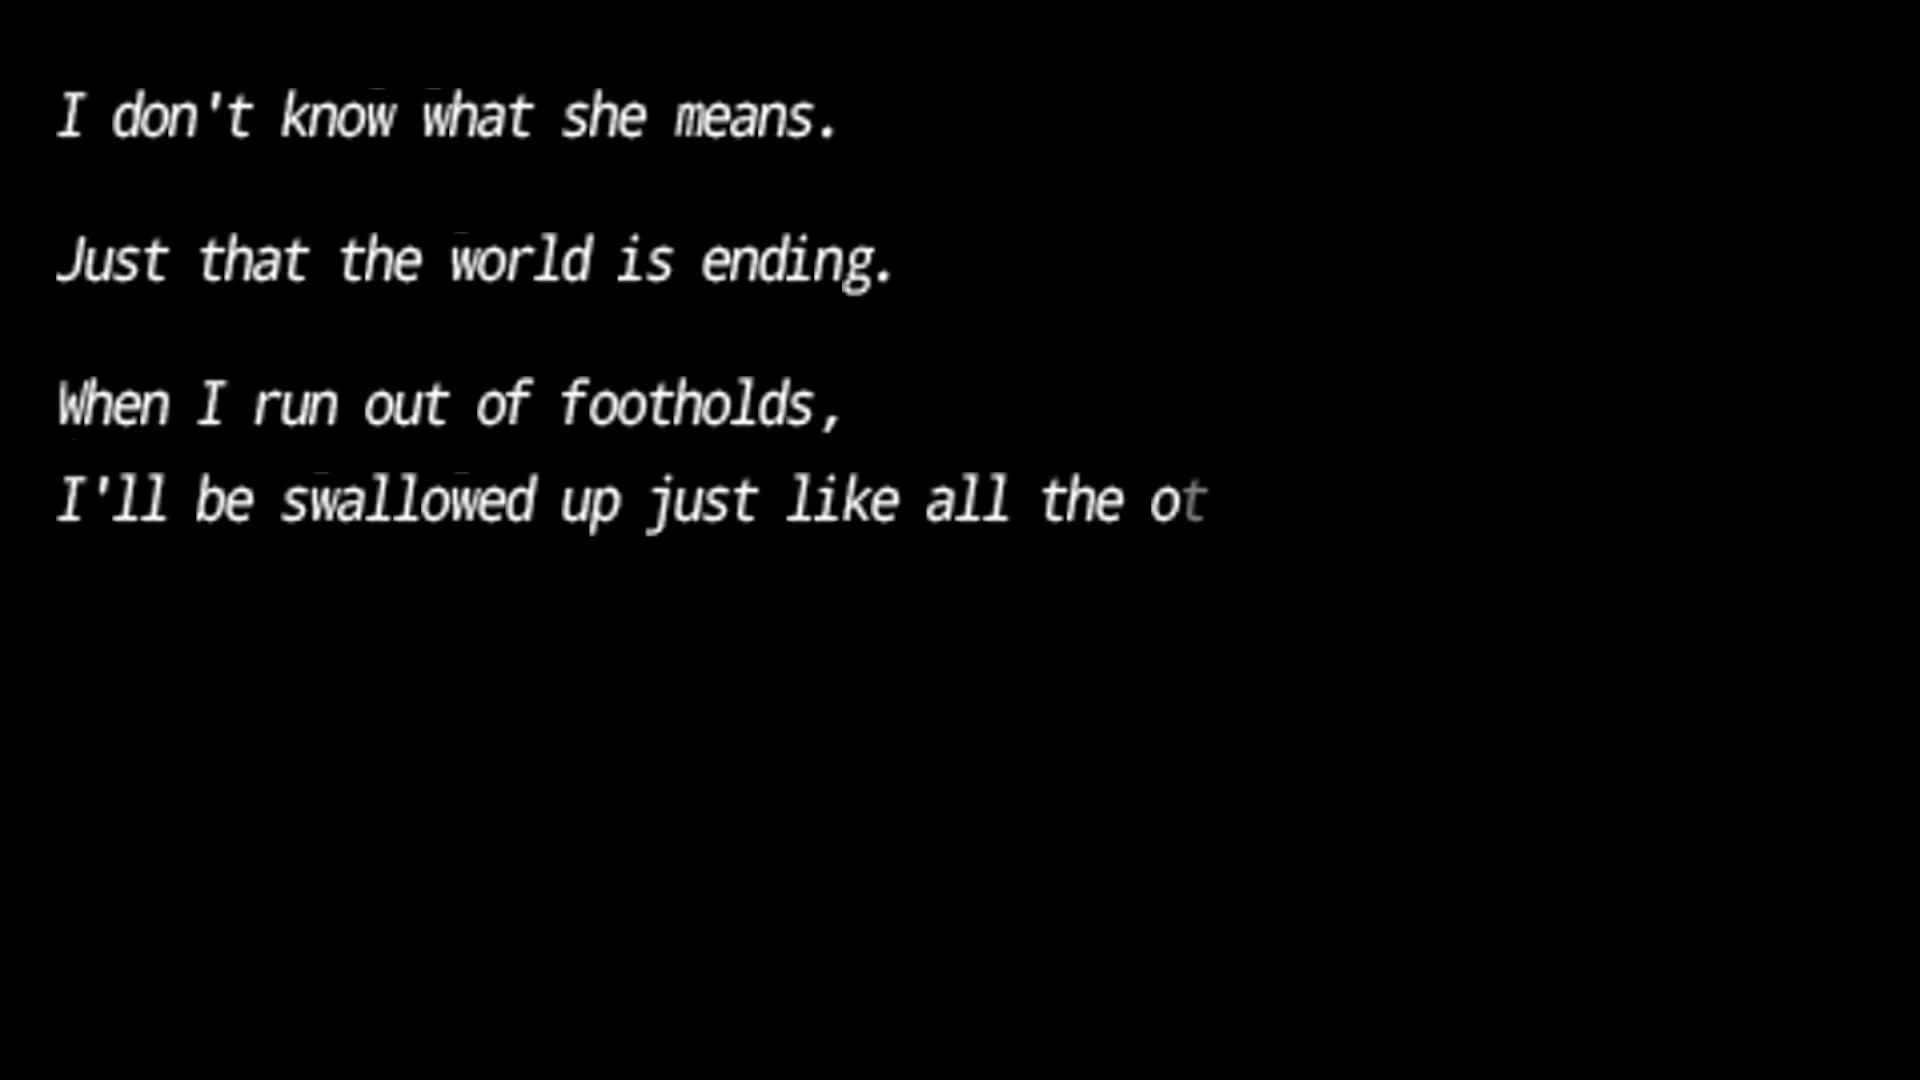 I don't know what she means.
Just that the world is ending.
When I run out of footholds,
I'll be swallowed up just like all the ot